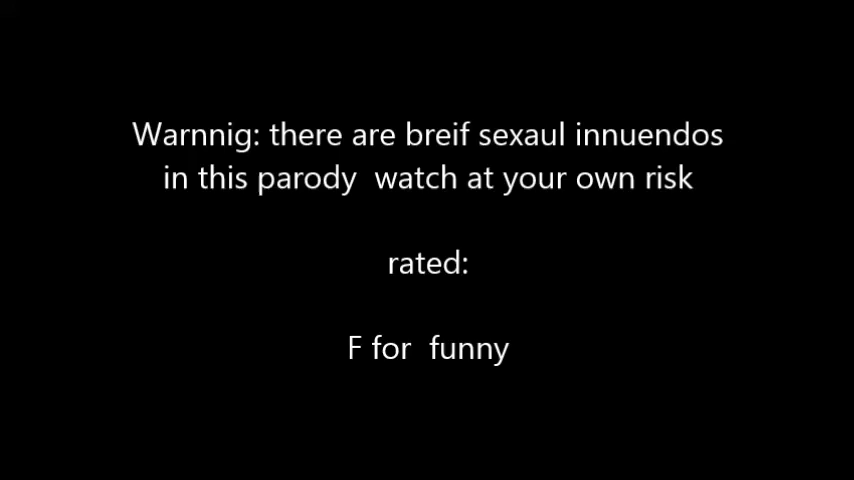 Warnnig: there are breif sexaul innuendos
in this parody  watch at your own risk
rated:
F for  funny